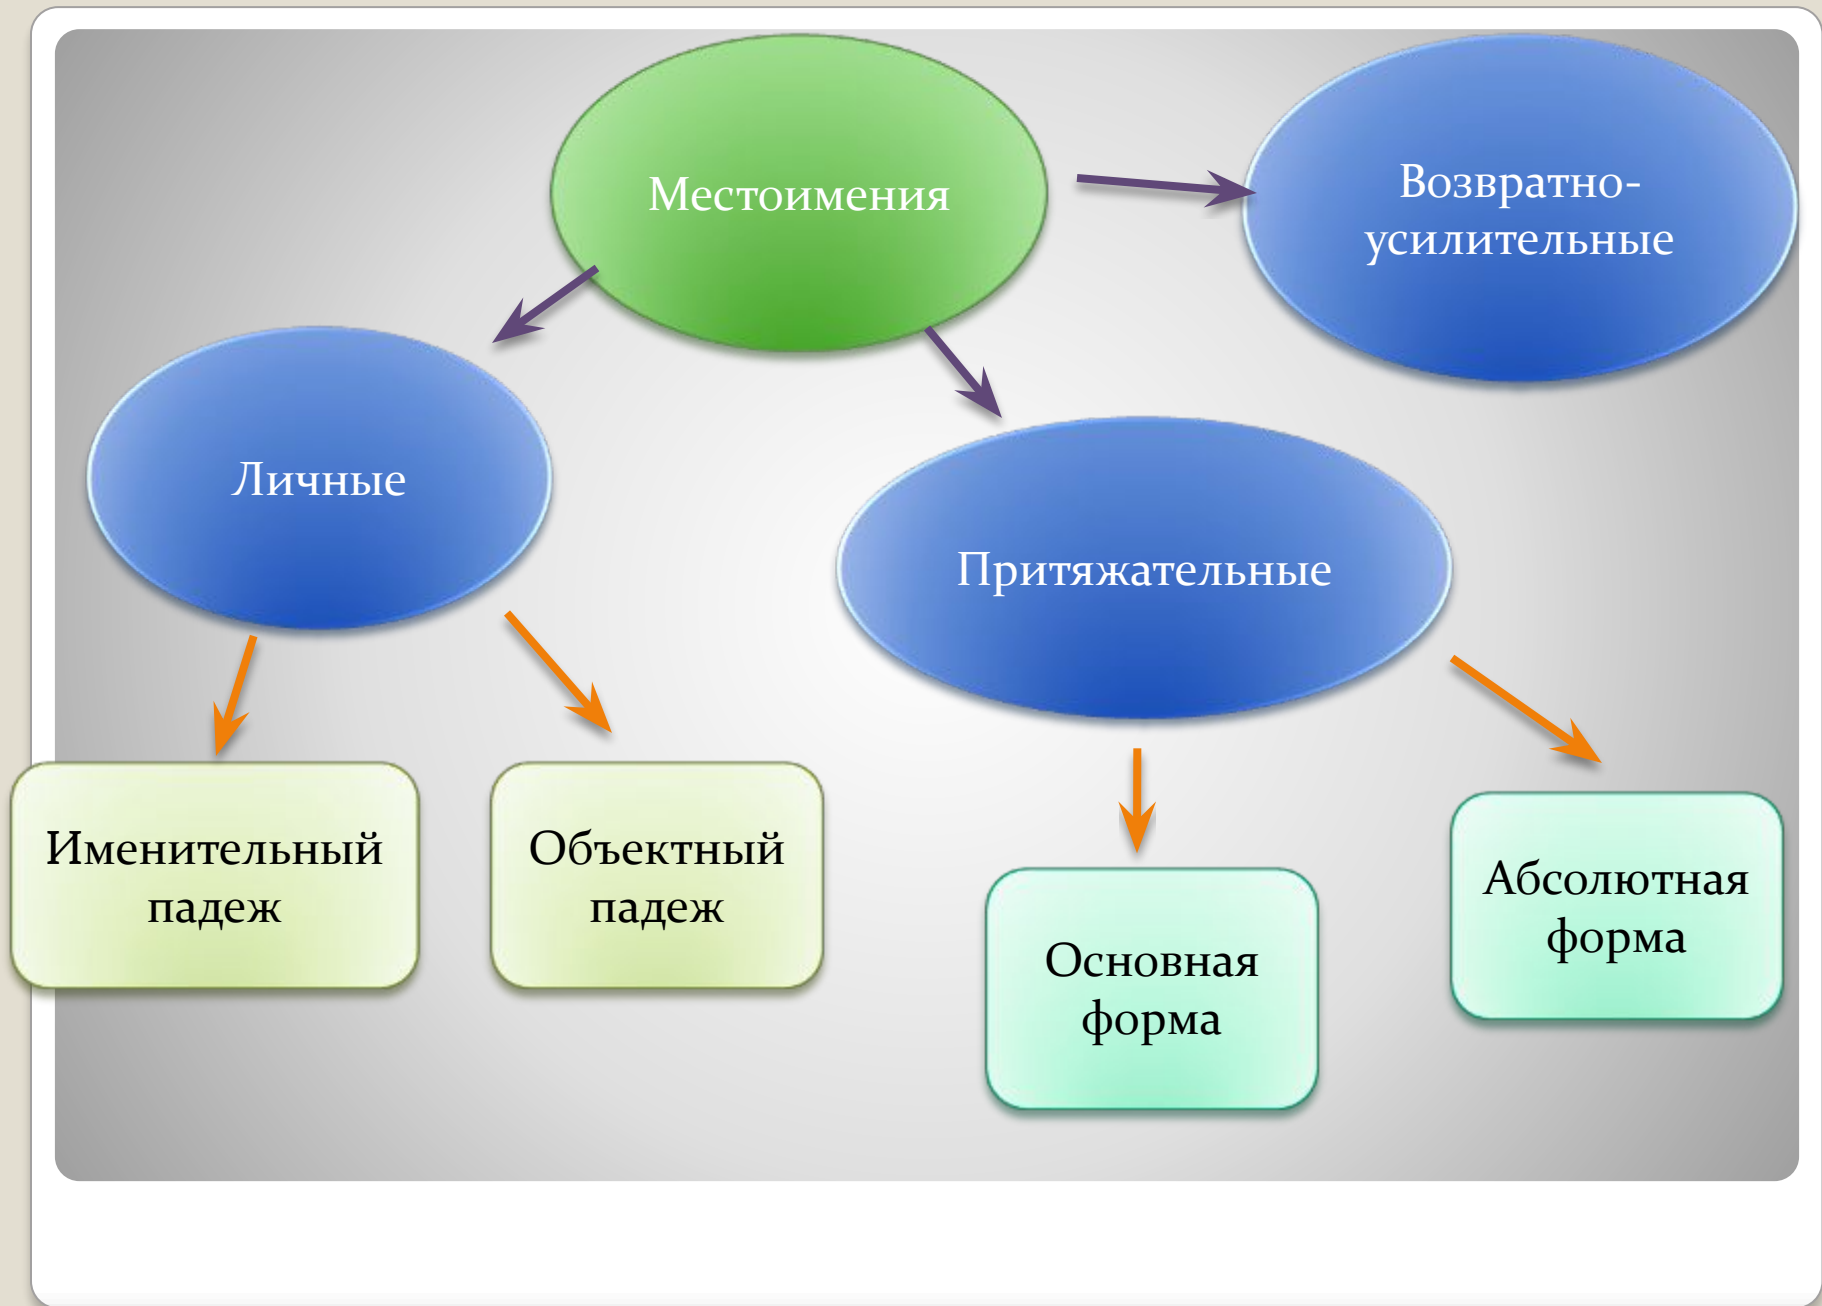 Местоимения
Возвратно-
усилительные
Личные
Притяжательные
Именительный
падеж
Объектный
падеж
Основная
форма
Абсолютная
форма